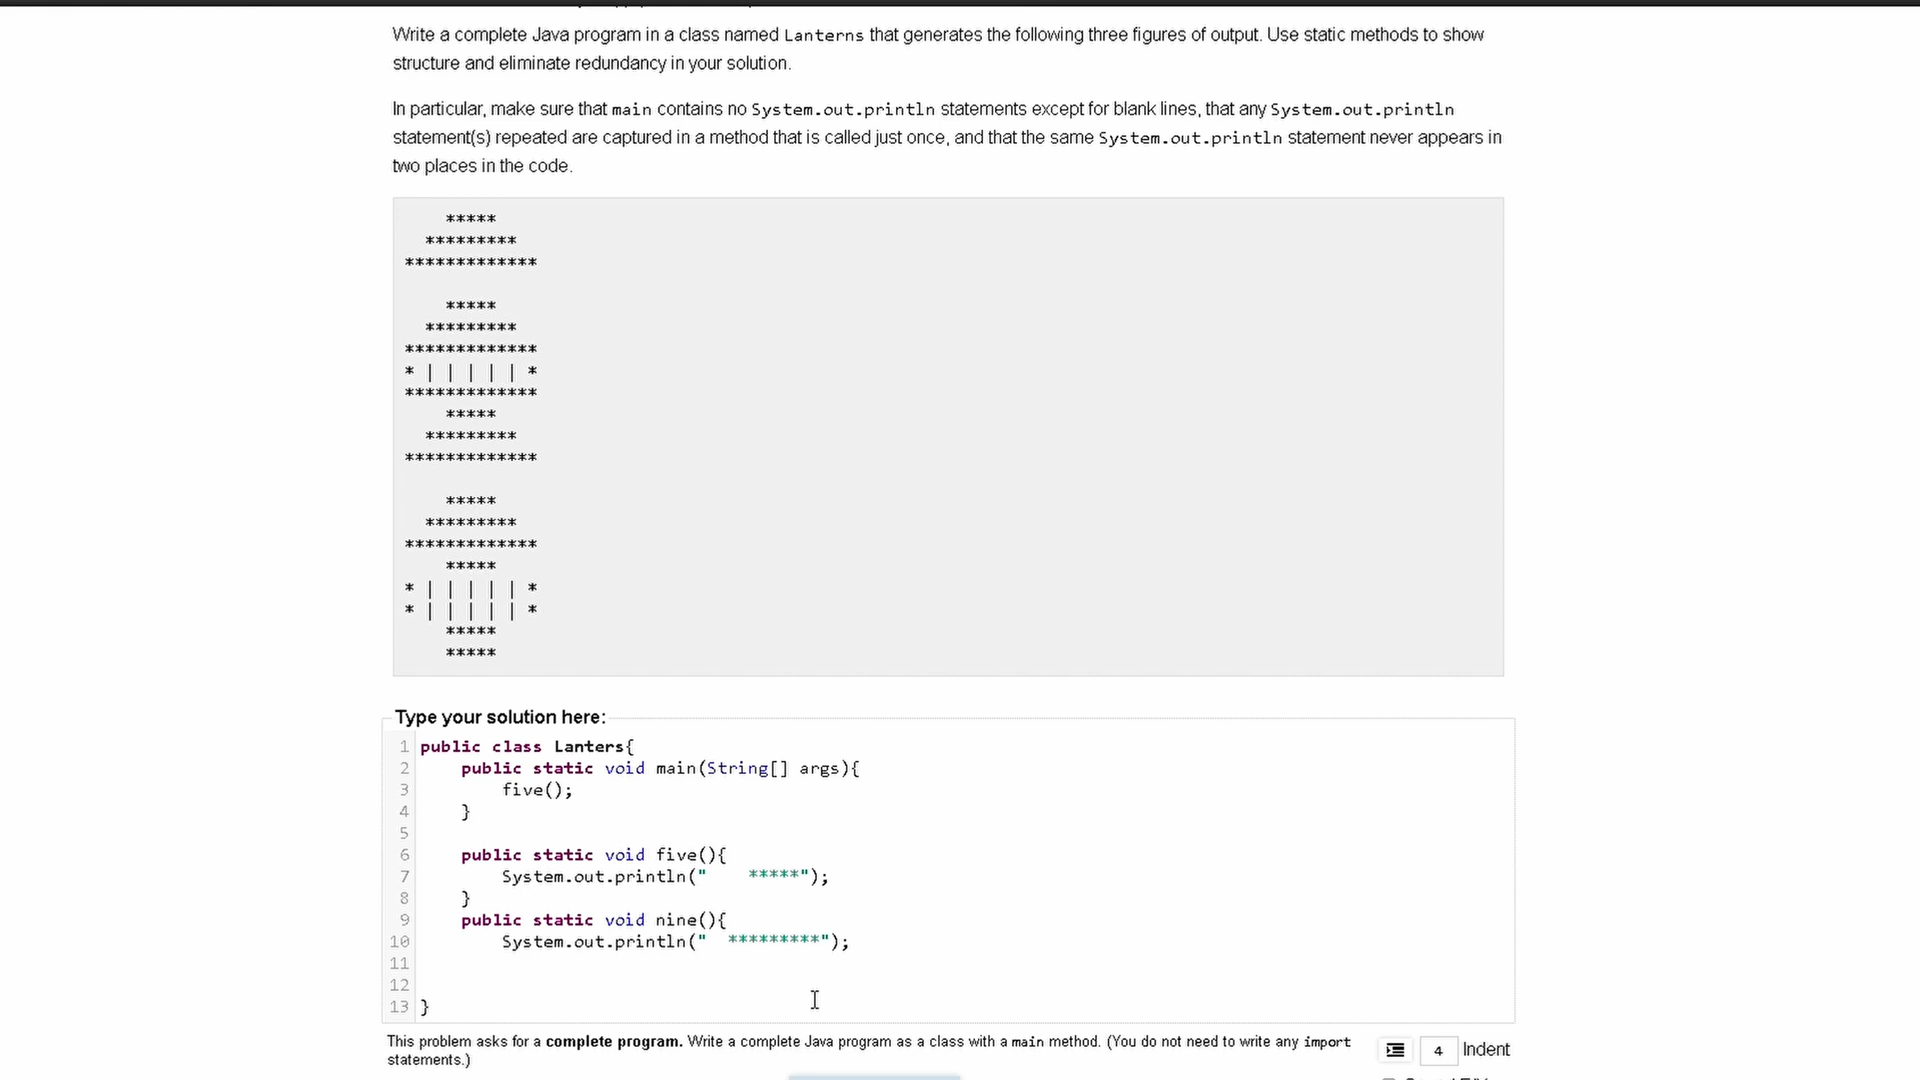 Write a complete Java program in a class named Lanterns that generates the following three figures of output. Use static methods to show
structure and eliminate redundancy in your solution.
In particular, make sure that main contains no System.out.println statements except for blank lines, that any System.out.println
statement(s) repeated are captured in a method that is called just once, and that the same System.out.println statement never appears in
two places in the code.
    *****
  *********
*************

    *****
  *********
*************
* | | | | | *
*************
    *****
  *********
*************

    *****
  *********
*************
    *****
* | | | | | *
* | | | | | *
    *****
    *****
Type your solution here:
1 public class Lanters{
2     public static void main(String[] args){
3         five();
4     }
5
6     public static void five(){
7         System.out.println("    *****");
8     }
9     public static void nine(){
10         System.out.println("  *********");
11
12
13 }
This problem asks for a complete program. Write a complete Java program as a class with a main method. (You do not need to write any import
statements.)
4 Indent